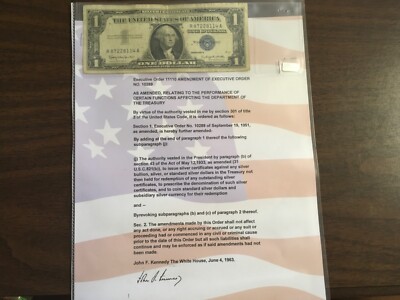 ONE DOLLAR
Executive Order 11110 AMENDMENT OF EXECUTIVE ORDER
NO. 10289
AS AMENDED, RELATING TO THE PERFORMANCE OF
CERTAIN FUNCTIONS AFFECTING THE DEPARTMENT OF
THE TREASURY
By virtue of the authority vested in me by section 301 of title
3 of the United States Code, it is ordered as follows:
Section 1. Executive Order No. 10289 of September 19, 1951,
as amended, is hereby further amended-
By adding at the end of paragraph 1 thereof the following
subparagraph (j):
(j) The authority vested in the President by paragraph (b) of
section 43 of the Act of May 12,1933, as amended (31
U.S.C.821(b)), to issue silver certificates against any silver
bullion, silver, or standard silver dollars in the Treasury not
then held for redemption of any outstanding silver
certificates, to prescribe the denomination of such silver
certificates, and to coin standard silver dollars and
subsidiary silver currency for their redemption
and --
Byrevoking subparagraphs (b) and (c) of paragraph 2 thereof.
Sec. 2. The amendments made by this Order shall not affect
any act done, or any right accruing or accrued or any suit or
proceeding had or commenced in any civil or criminal cause
prior to the date of this Order but all such liabilities shall
continue and may be enforced as if said amendments had not
been made.
John F. Kennedy The White House, June 4, 1963.